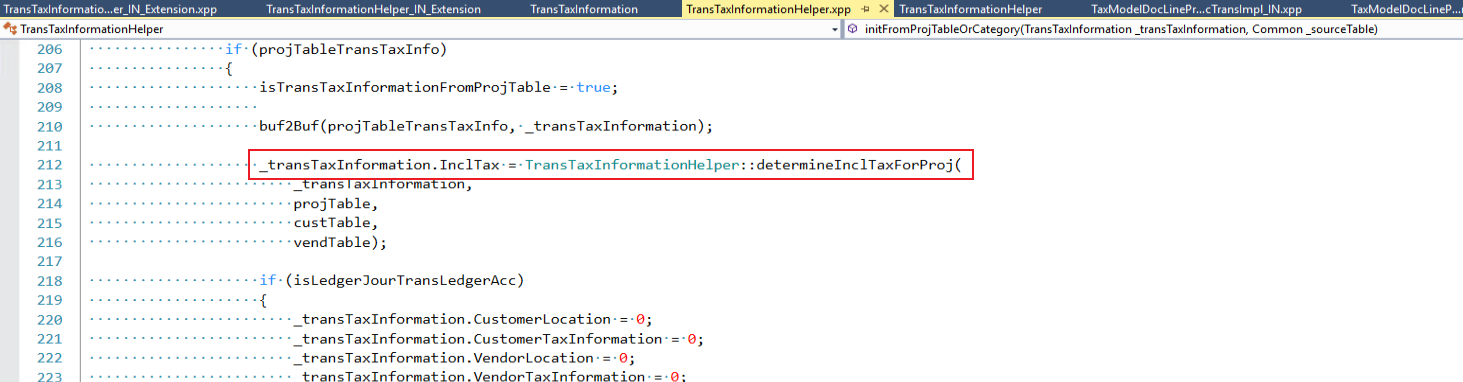 TransTaxInformatio...er_IN_Extension.xpp TransTaxInformationHelper_IN_Extension TransTaxInformation TransTaxInformationHelper.xpp TransTaxInformationHelper TaxModelDocLinePr...cTransImpl_IN.xpp TaxModelDocLineP...
TransTaxInformationHelper initFromProjTableOrCategory(TransTaxInformation _transTaxInformation, Common _sourceTable)
206 if (projTableTransTaxInfo)
207 {
208 isTransTaxInformationFromProjTable = true;
209
210 buf2Buf(projTableTransTaxInfo, _transTaxInformation);
211
212 _transTaxInformation.InclTax = TransTaxInformationHelper::determineInclTaxForProj(
213 _transTaxInformation,
214 projTable,
215 custTable,
216 vendTable);
217
218 if (isLedgerJourTransLedgerAcc)
219 {
220 _transTaxInformation.CustomerLocation = 0;
221 _transTaxInformation.CustomerTaxInformation = 0;
222 _transTaxInformation.VendorLocation = 0;
223 _transTaxInformation.VendorTaxInformation = 0;